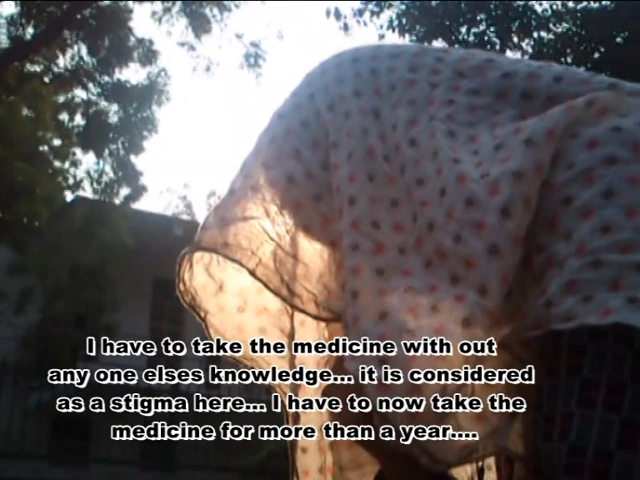 I have to take the medicine with out
any one elses knowledge... it is considered
as a stigma here... I have to now take the
medicine for more than a year....